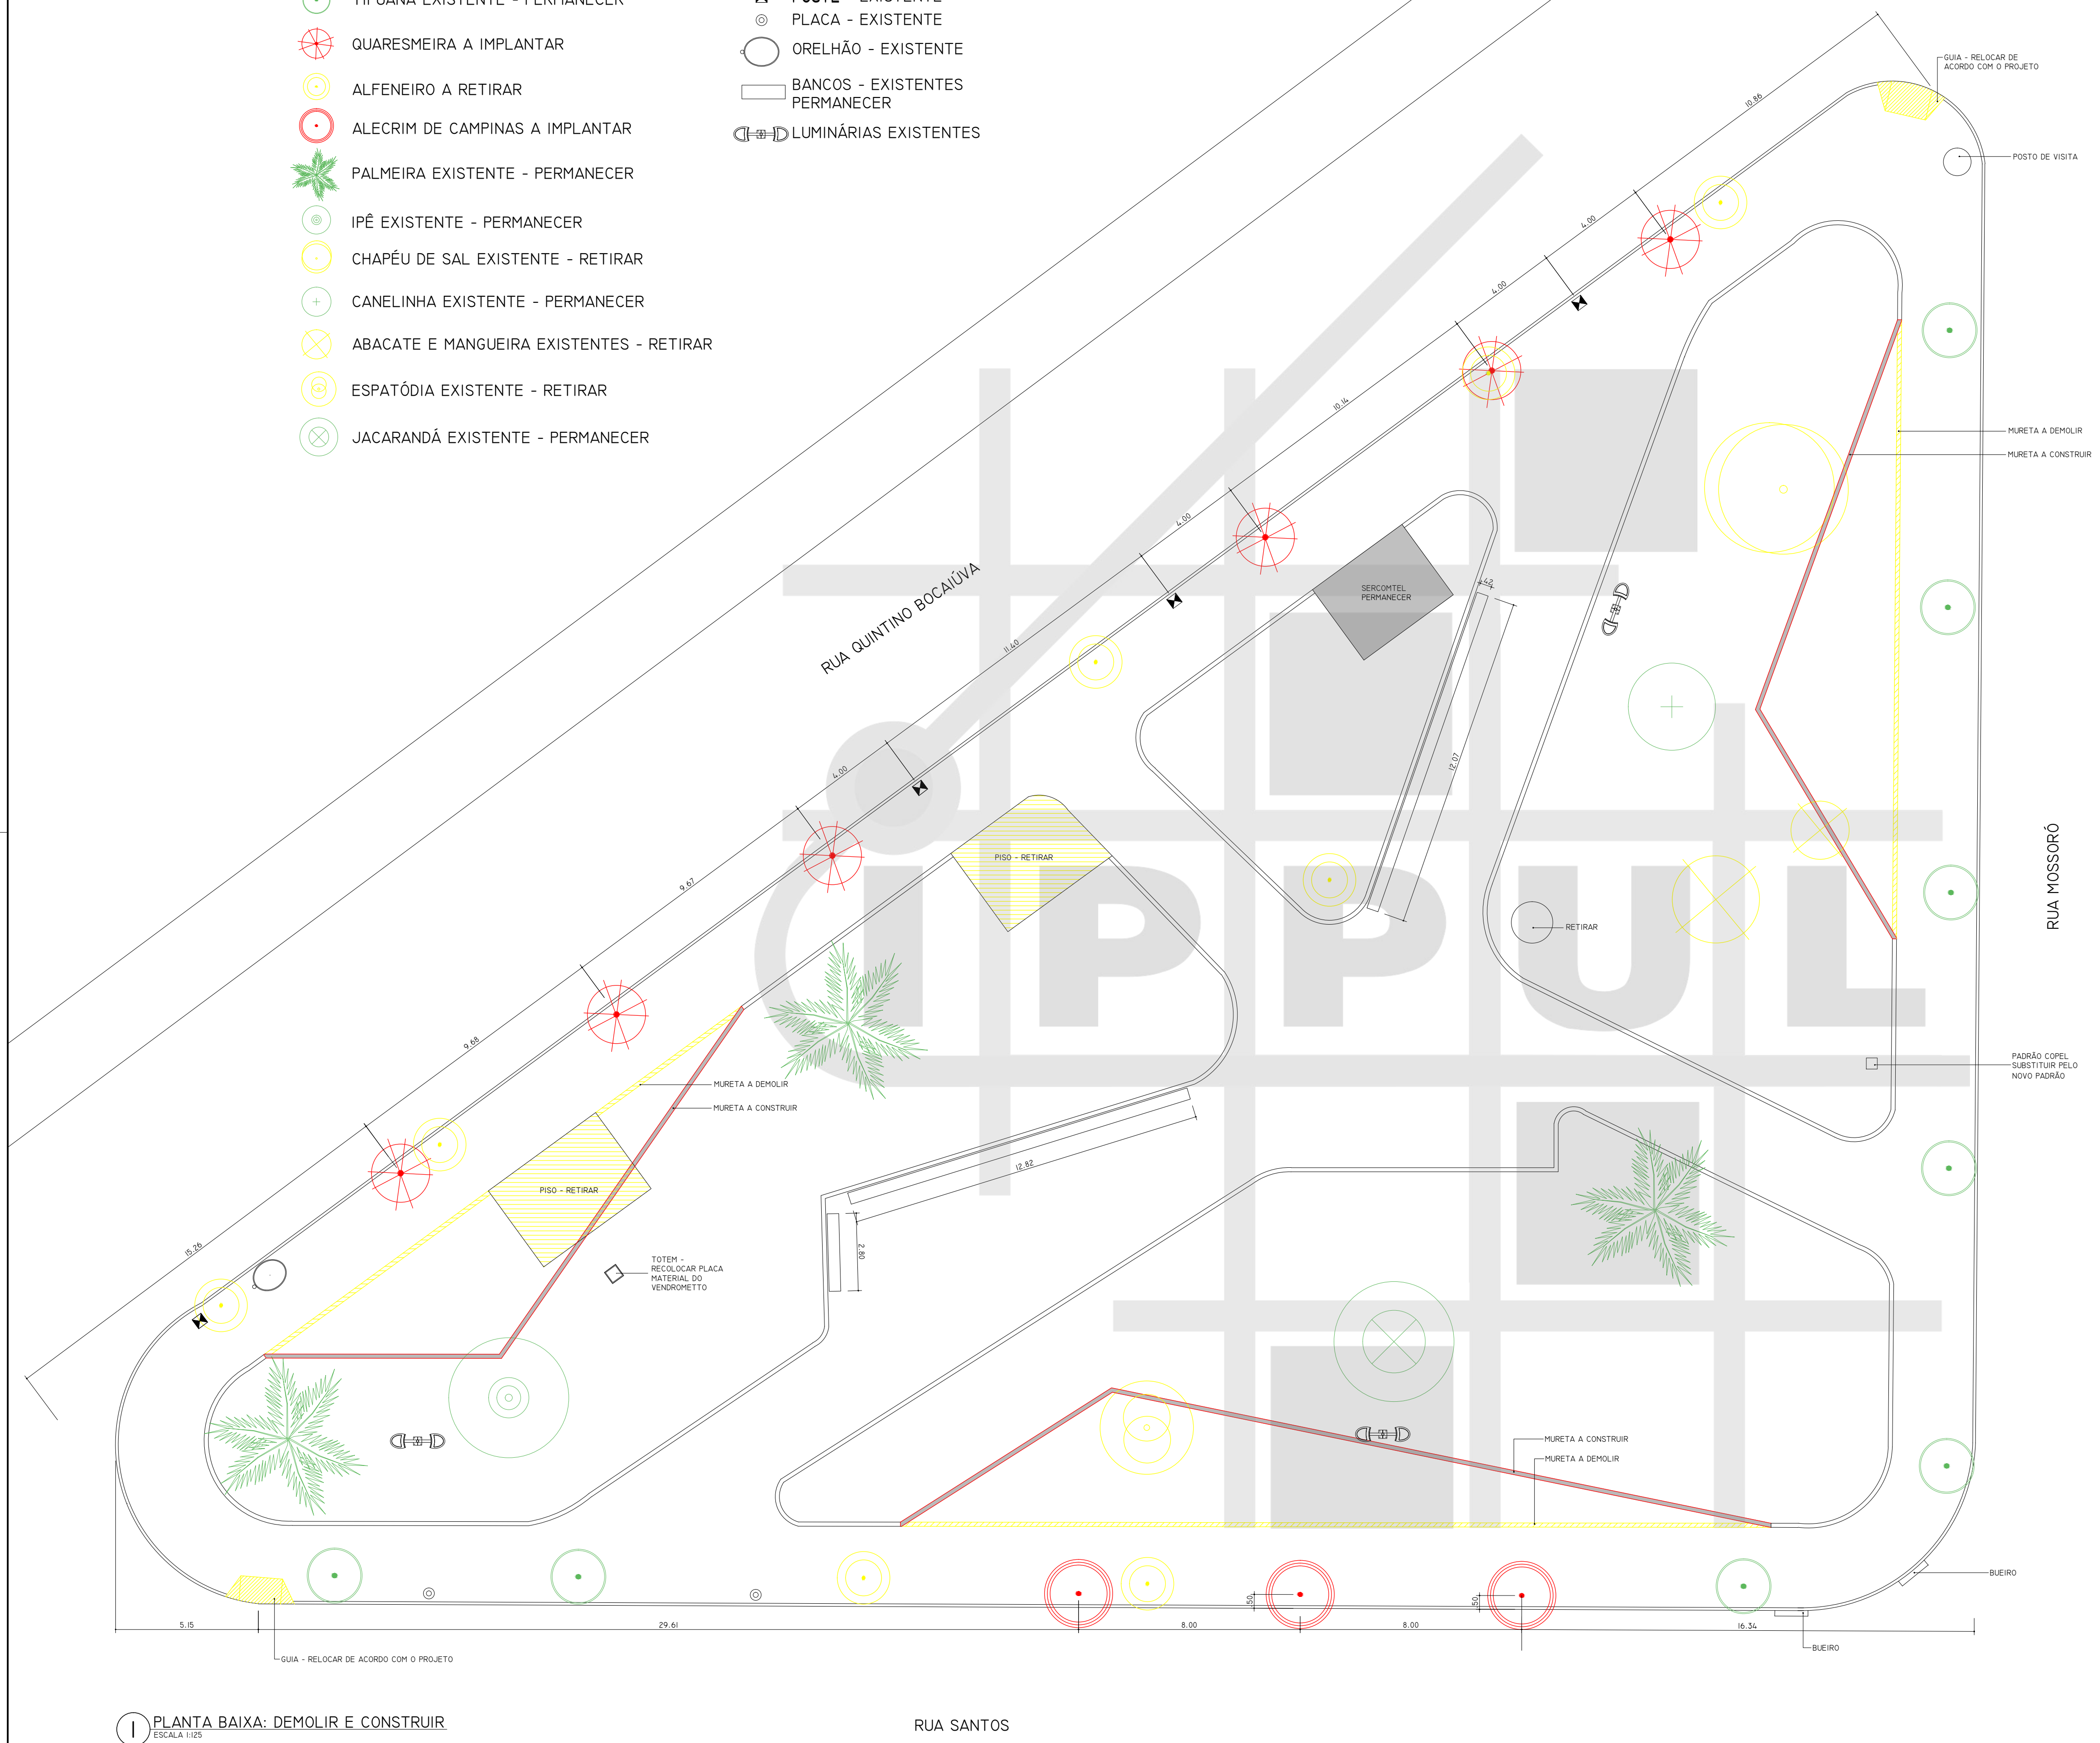 TIPUANA EXISTENTE - PERMANECER
QUARESMEIRA A IMPLANTAR
ALFENEIRO A RETIRAR
ALECRIM DE CAMPINAS A IMPLANTAR
PALMEIRA EXISTENTE - PERMANECER
IPÊ EXISTENTE - PERMANECER
CHAPÉU DE SAL EXISTENTE - RETIRAR
CANELINHA EXISTENTE - PERMANECER
ABACATE E MANGUEIRA EXISTENTES - RETIRAR
ESPATÓDIA EXISTENTE - RETIRAR
JACARANDÁ EXISTENTE - PERMANECER
POSTE - EXISTENTE
PLACA - EXISTENTE
ORELHÃO - EXISTENTE
BANCOS - EXISTENTES
PERMANECER
LUMINÁRIAS EXISTENTES
GUIA - RELOCAR DE
ACORDO COM O PROJETO
POSTO DE VISITA
10.86
4.00
4.00
10.14
4.00
11.40
4.00
9.67
9.68
15.26
RUA QUINTINO BOCAIÚVA
MURETA A DEMOLIR
MURETA A CONSTRUIR
SERCOMTEL
PERMANECER
.42
12.07
RUA MOSSORÓ
PISO - RETIRAR
RETIRAR
IPPUL
PADRÃO COPEL
SUBSTITUIR PELO
NOVO PADRÃO
MURETA A DEMOLIR
MURETA A CONSTRUIR
12.82
PISO - RETIRAR
2.80
TOTEM -
RECOLOCAR PLACA
MATERIAL DO
VENDROMETTO
MURETA A CONSTRUIR
MURETA A DEMOLIR
BUEIRO
.50
.50
5.15
29.61
8.00
8.00
16.34
BUEIRO
GUIA - RELOCAR DE ACORDO COM O PROJETO
1
PLANTA BAIXA: DEMOLIR E CONSTRUIR
ESCALA 1:125
RUA SANTOS